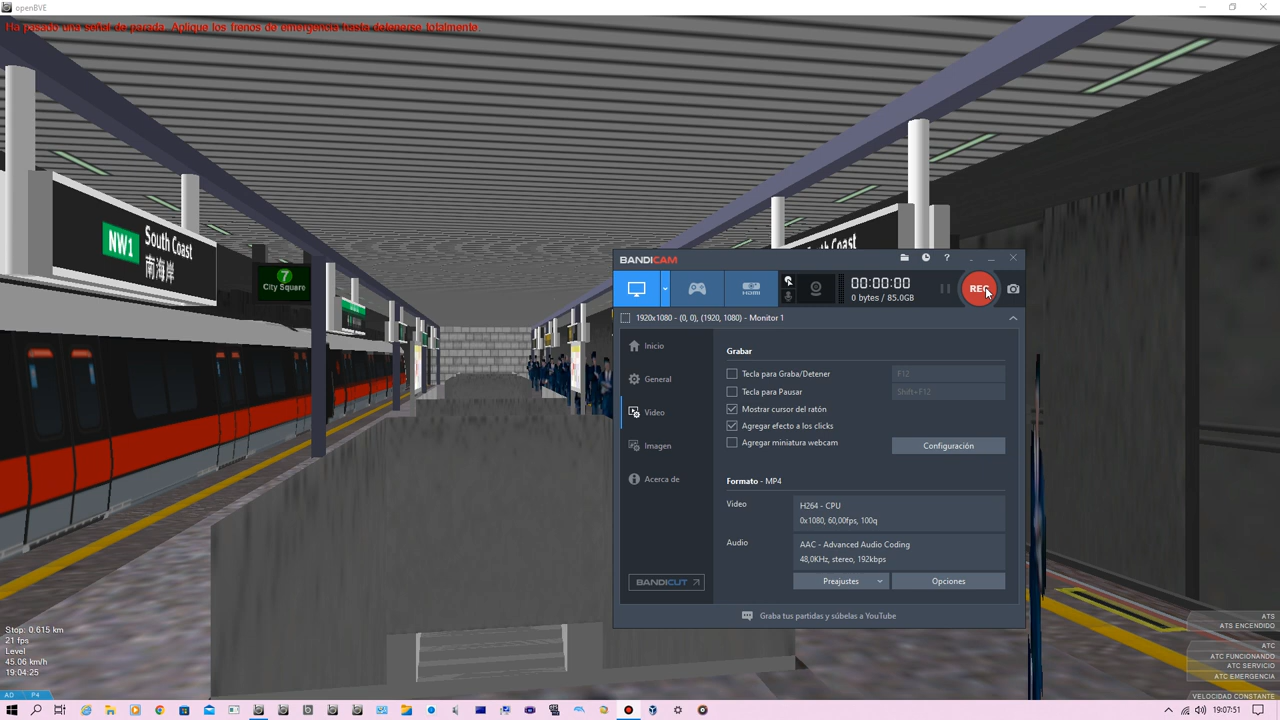 openBVE
Ha pasado una señal de parada. Aplique los frenos de emergencia hasta detenerse totalmente.
NW1
South Coast
南海岸
7
City Square
South Coast
BANDICAM
?
HDMI
00:00:00
0 bytes / 85.0GB
REC
1920x1080 - (0, 0), (1920, 1080) - Monitor 1
Inicio
General
Video
Imagen
Acerca de
BANDICUT
Grabar
Tecla para Graba/Detener
F12
Tecla para Pausar
Shift+F12
Mostrar cursor del ratón
Agregar efecto a los clicks
Agregar miniatura webcam
Configuración
Formato - MP4
Video
H264 - CPU
0x1080, 60,00fps, 100q
Audio
AAC - Advanced Audio Coding
48,0KHz, stereo, 192kbps
Preajustes
Opciones
Graba tus partidas y súbelas a YouTube
Stop: 0.615 km
21 fps
Level
45.06 km/h
19:04:25
AD P4
ATS
ATS ENCENDIDO
ATC
ATC FUNCIONANDO
ATC SERVICIO
ATC EMERGENCIA
VELOCIDAD CONSTANTE
19:07:51